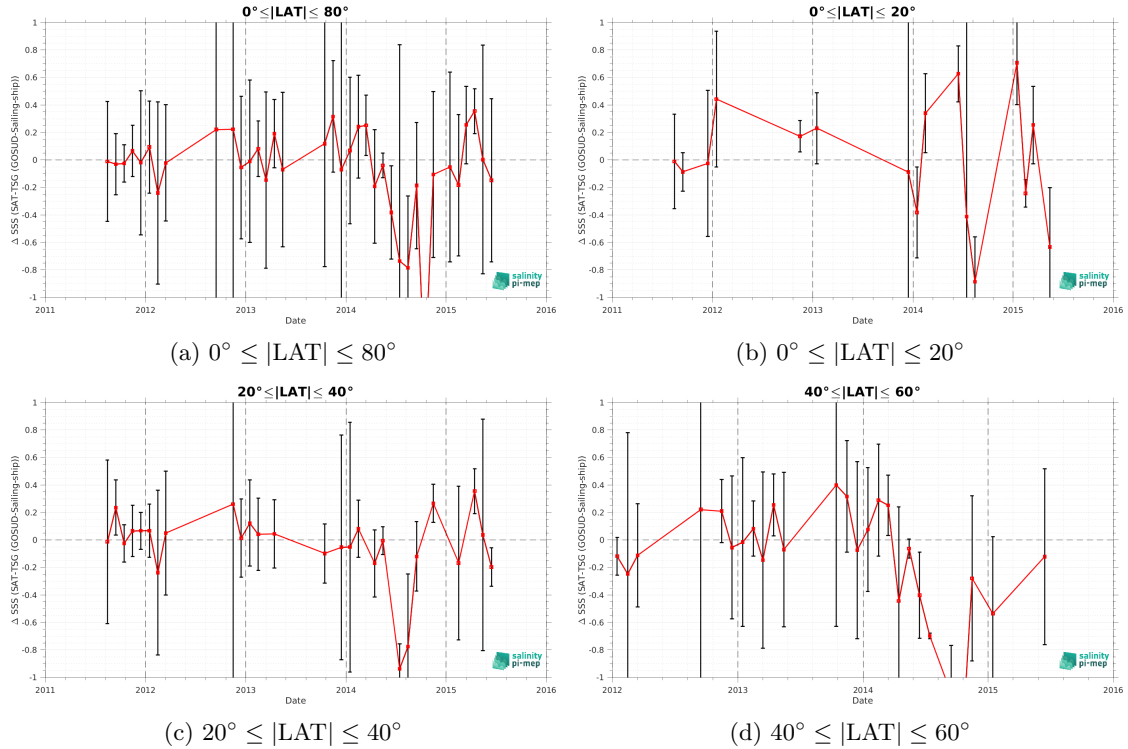 0°≤|LAT|≤ 80°
Δ SSS (SAT-TSG (GOSUD-Sailing-ship))
1
0.8
0.6
0.4
0.2
0
-0.2
-0.4
-0.6
-0.8
-1
2011 2012 2013 2014 2015 2016
Date
salinity
pi-mep
(a) 0° ≤ |LAT| ≤ 80°
0°≤|LAT|≤ 20°
Δ SSS (SAT-TSG (GOSUD-Sailing-ship))
1
0.8
0.6
0.4
0.2
0
-0.2
-0.4
-0.6
-0.8
-1
2011 2012 2013 2014 2015 2016
Date
salinity
pi-mep
(b) 0° ≤ |LAT| ≤ 20°
20°≤|LAT|≤ 40°
Δ SSS (SAT-TSG (GOSUD-Sailing-ship))
1
0.8
0.6
0.4
0.2
0
-0.2
-0.4
-0.6
-0.8
-1
2011 2012 2013 2014 2015 2016
Date
salinity
pi-mep
(c) 20° ≤ |LAT| ≤ 40°
40°≤|LAT|≤ 60°
Δ SSS (SAT-TSG (GOSUD-Sailing-ship))
1
0.8
0.6
0.4
0.2
0
-0.2
-0.4
-0.6
-0.8
-1
2012 2013 2014 2015 2016
Date
salinity
pi-mep
(d) 40° ≤ |LAT| ≤ 60°